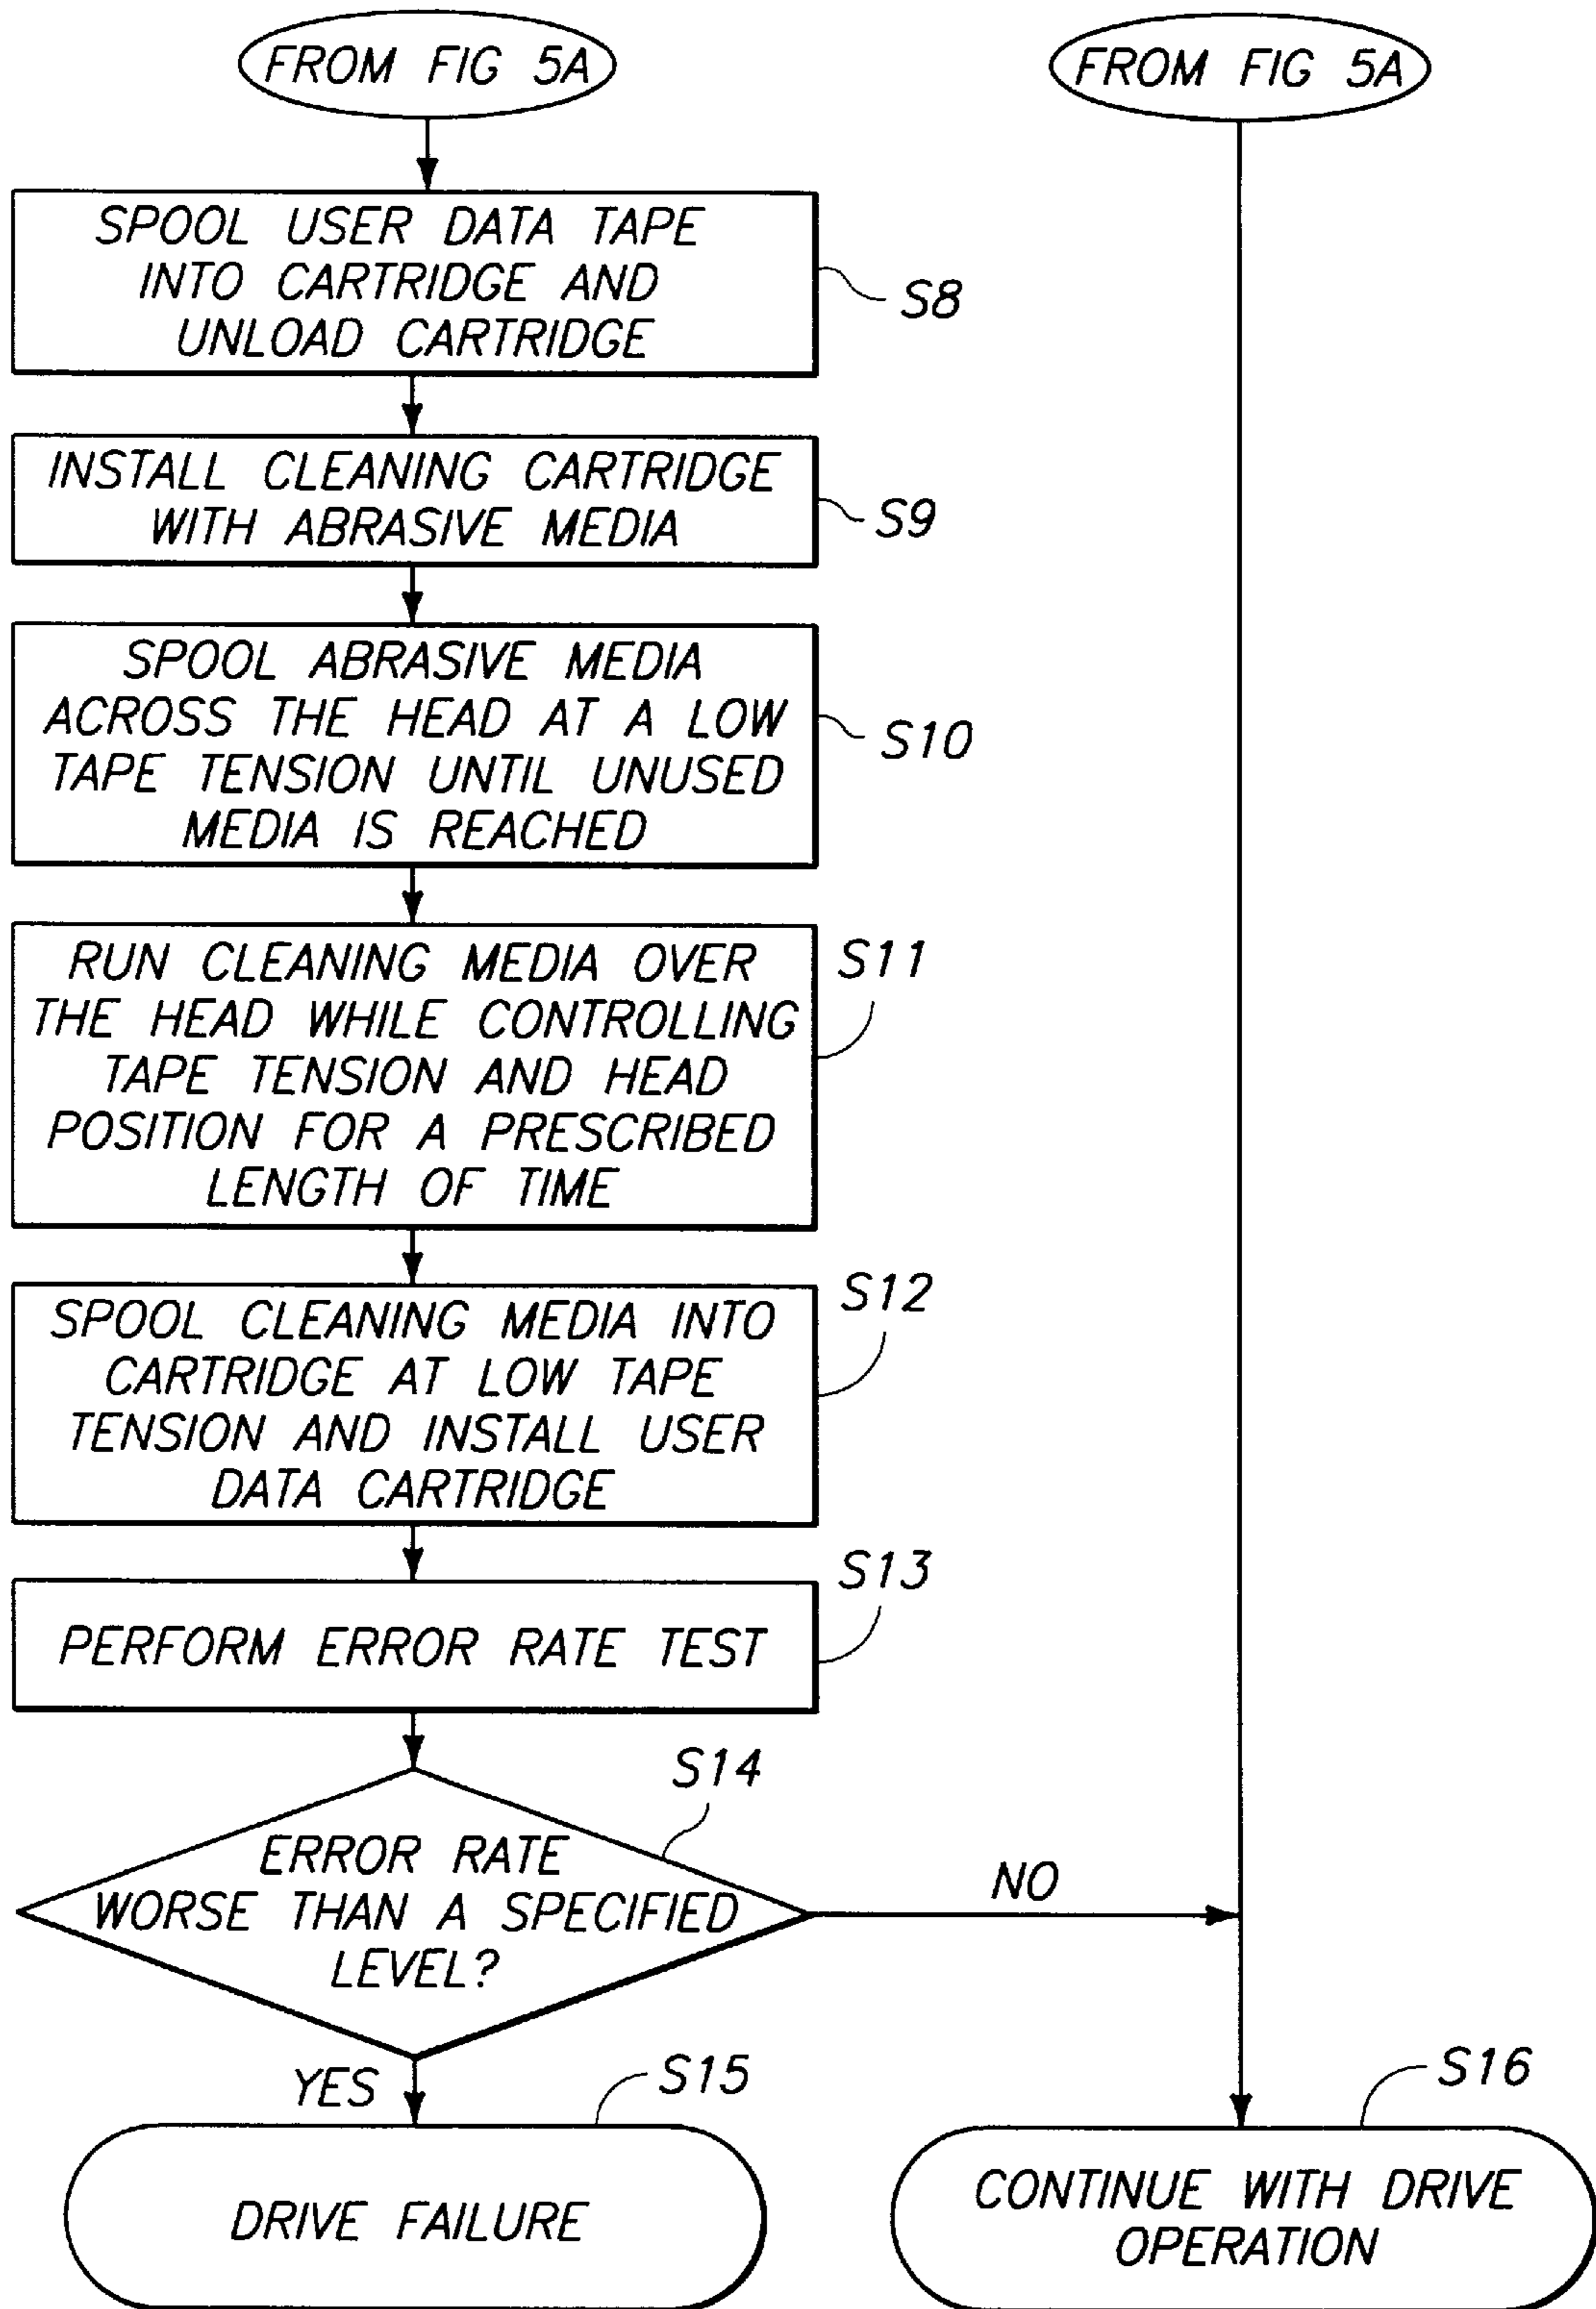 FROM FIG 5A
FROM FIG 5A
SPOOL USER DATA TAPE
INTO CARTRIDGE AND
UNLOAD CARTRIDGE
S8
INSTALL CLEANING CARTRIDGE
WITH ABRASIVE MEDIA
S9
SPOOL ABRASIVE MEDIA
ACROSS THE HEAD AT A LOW
TAPE TENSION UNTIL UNUSED
MEDIA IS REACHED
S10
RUN CLEANING MEDIA OVER
THE HEAD WHILE CONTROLLING
TAPE TENSION AND HEAD
POSITION FOR A PRESCRIBED
LENGTH OF TIME
S11
SPOOL CLEANING MEDIA INTO
CARTRIDGE AT LOW TAPE
TENSION AND INSTALL USER
DATA CARTRIDGE
S12
PERFORM ERROR RATE TEST
S13
ERROR RATE
WORSE THAN A SPECIFIED
LEVEL?
S14
NO
YES
S15
DRIVE FAILURE
S16
CONTINUE WITH DRIVE
OPERATION